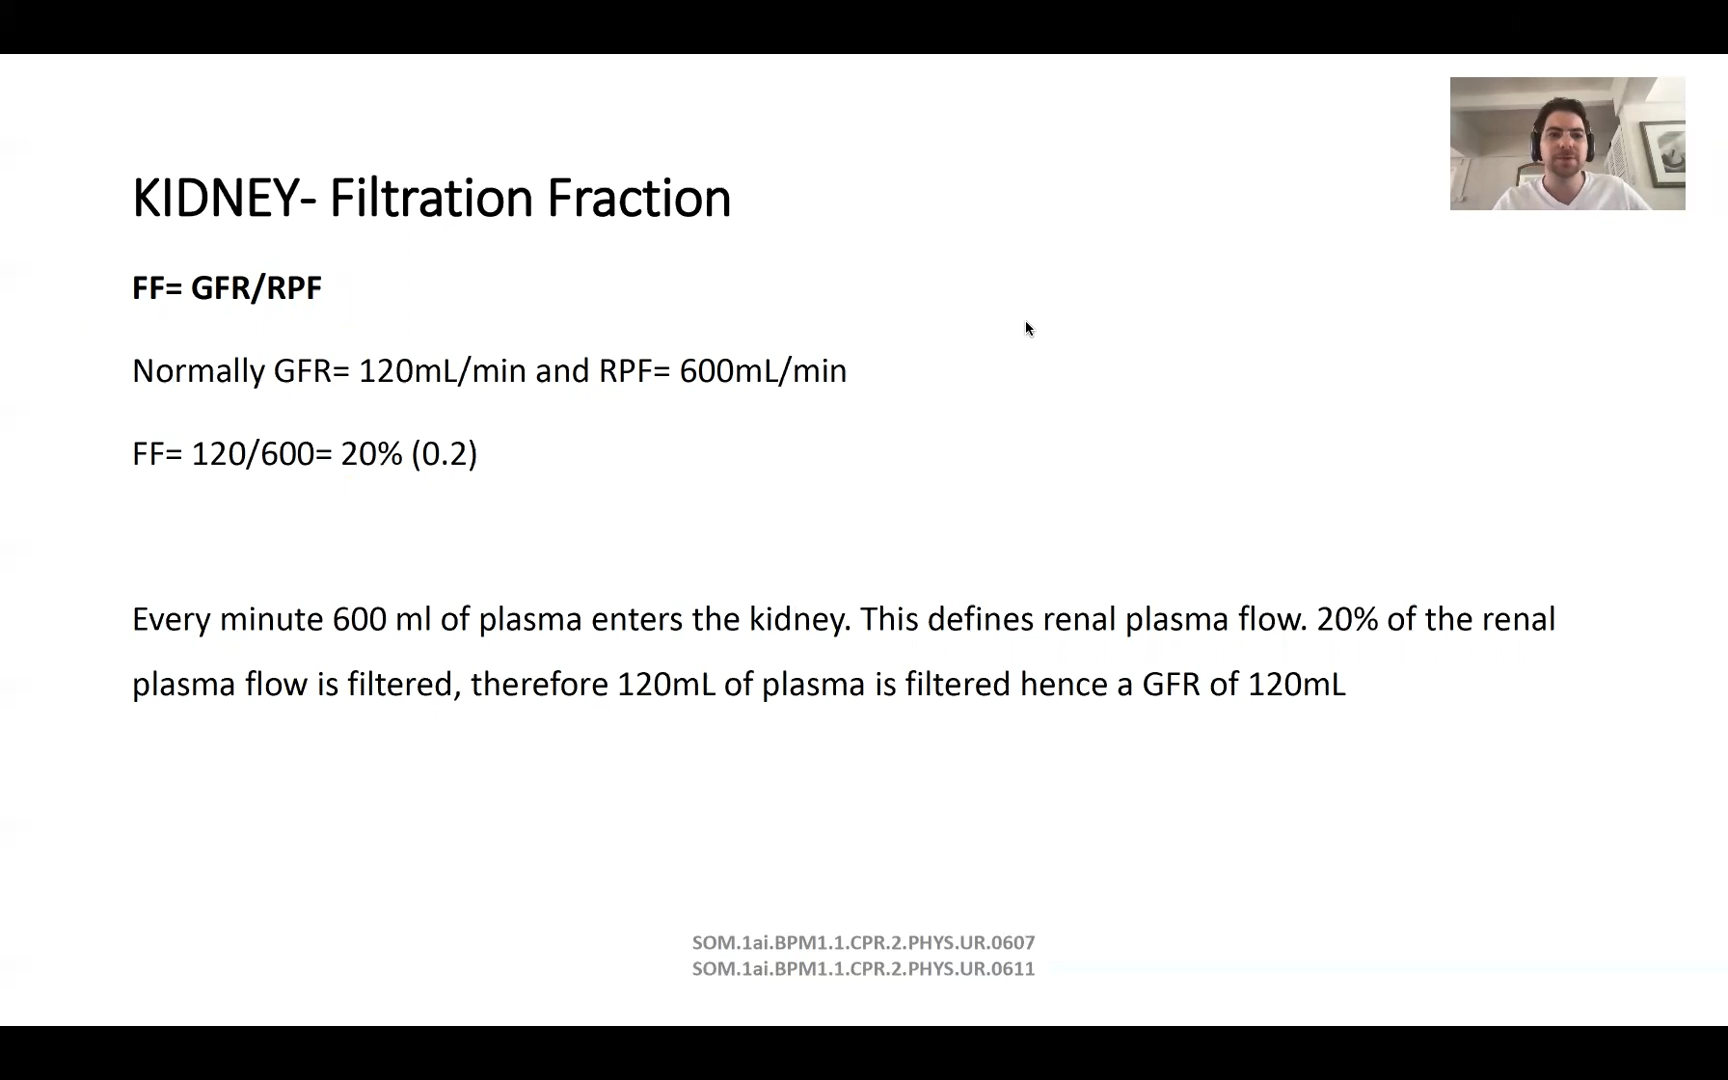 KIDNEY- Filtration Fraction
FF= GFR/RPF
Normally GFR= 120mL/min and RPF= 600mL/min
FF= 120/600= 20% (0.2)
Every minute 600 ml of plasma enters the kidney. This defines renal plasma flow. 20% of the renal
plasma flow is filtered, therefore 120mL of plasma is filtered hence a GFR of 120mL
SOM.1ai.BPM1.1.CPR.2.PHYS.UR.0607
SOM.1ai.BPM1.1.CPR.2.PHYS.UR.0611